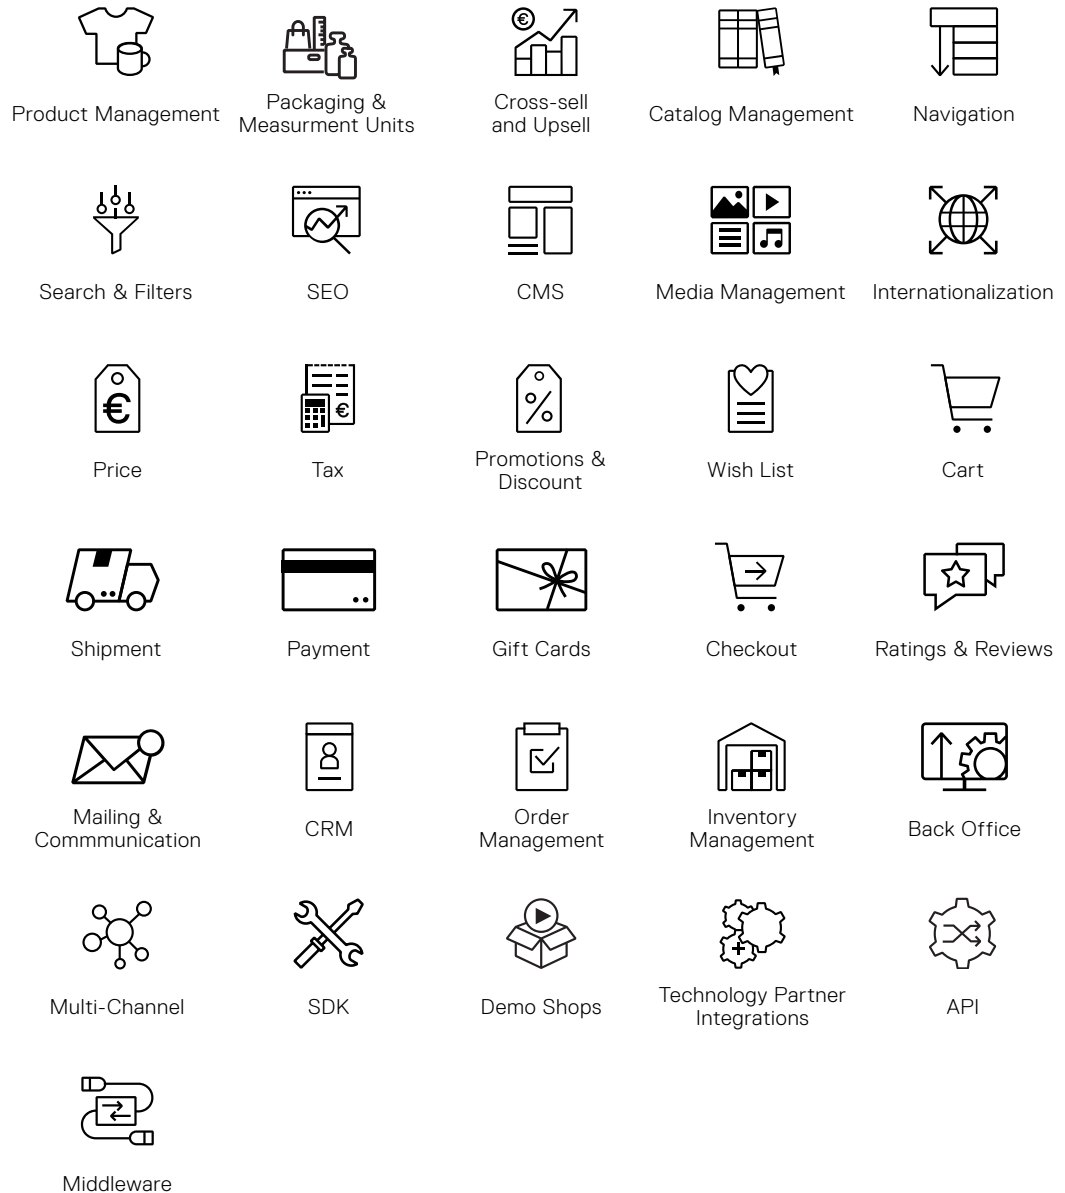 Product Management
Packaging &
Measurment Units
Cross-sell
and Upsell
Catalog Management
Navigation
Search & Filters
SEO
CMS
Media Management
Internationalization
€
Price
€
Tax
%
Promotions &
Discount
Wish List
Cart
Shipment
Payment
Gift Cards
Checkout
Ratings & Reviews
Mailing &
Commmunication
CRM
Order
Management
Inventory
Management
Back Office
Multi-Channel
SDK
Demo Shops
Technology Partner
Integrations
API
Middleware